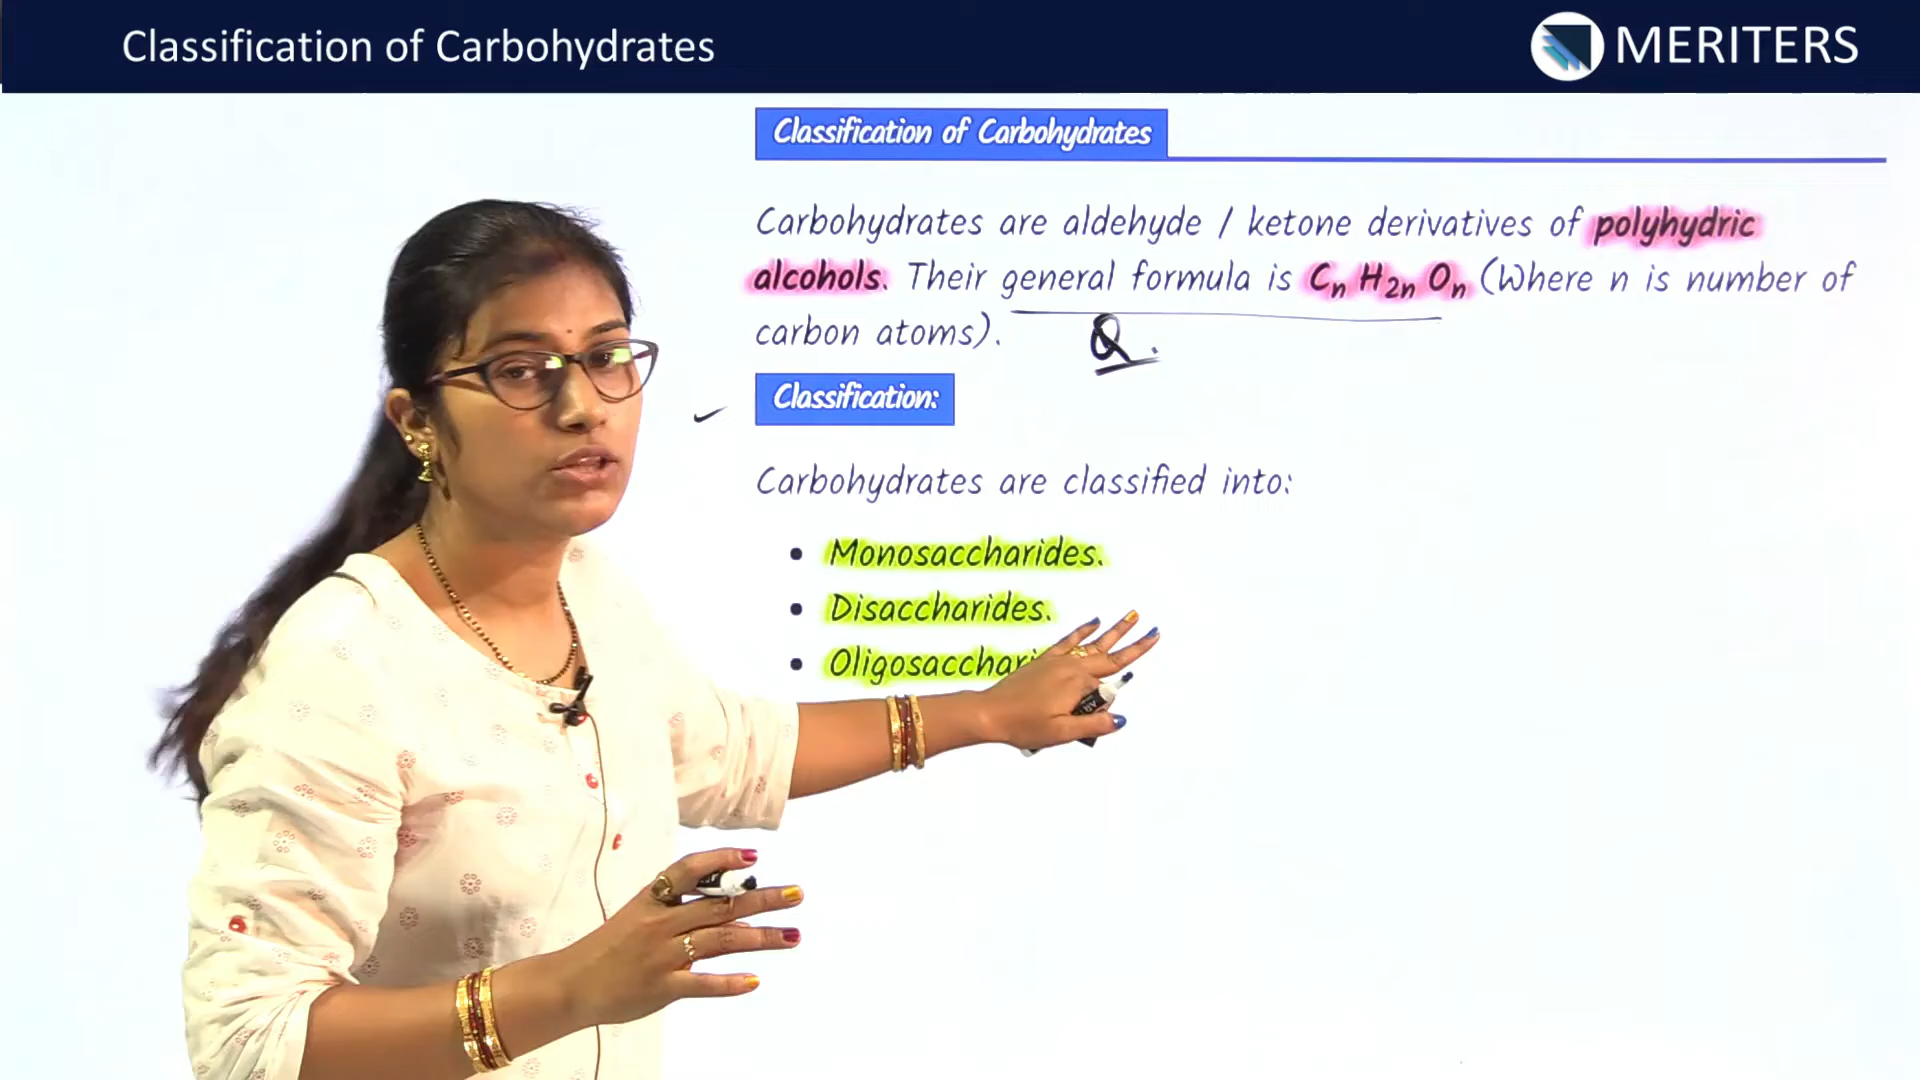 Classification of Carbohydrates
MERITERS
Classification of Carbohydrates
Carbohydrates are aldehyde / ketone derivatives of polyhydric
alcohols. Their general formula is CₙH₂ₙOₙ (Where n is number of
carbon atoms).
Q.
Classification:
Carbohydrates are classified into:
• Monosaccharides.
• Disaccharides.
• Oligosacchari